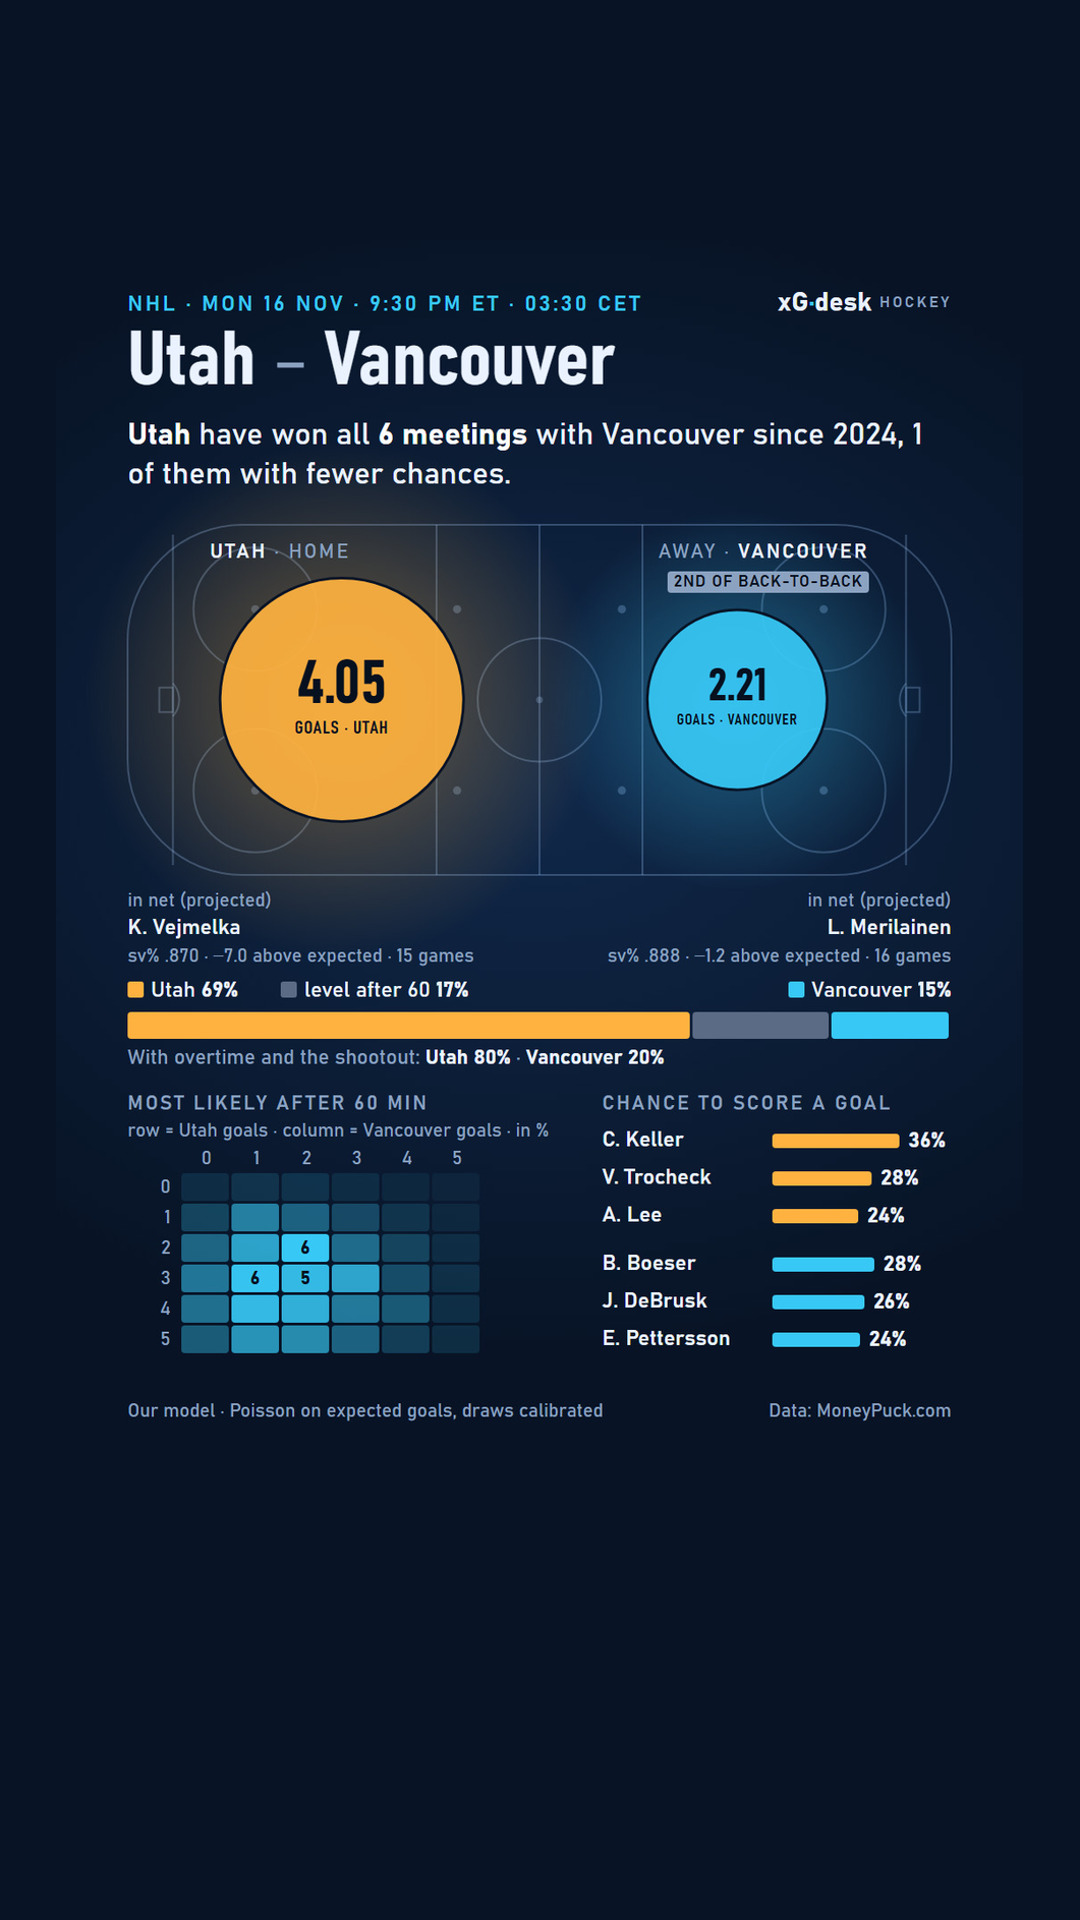 NHL · MON 16 NOV · 9:30 PM ET · 03:30 CET
xG·desk HOCKEY
Utah – Vancouver
Utah have won all 6 meetings with Vancouver since 2024, 1
of them with fewer chances.
UTAH · HOME
AWAY · VANCOUVER
2ND OF BACK-TO-BACK
4.05
GOALS · UTAH
2.21
GOALS · VANCOUVER
in net (projected)
K. Vejmelka
sv% .870 · −7.0 above expected · 15 games
in net (projected)
L. Merilainen
sv% .888 · −1.2 above expected · 16 games
Utah 69%
level after 60 17%
Vancouver 15%
With overtime and the shootout: Utah 80% · Vancouver 20%
MOST LIKELY AFTER 60 MIN
row = Utah goals · column = Vancouver goals · in %
0 1 2 3 4 5
0
1
2 6
3 6 5
4
5
CHANCE TO SCORE A GOAL
C. Keller 36%
V. Trocheck 28%
A. Lee 24%
B. Boeser 28%
J. DeBrusk 26%
E. Pettersson 24%
Our model · Poisson on expected goals, draws calibrated
Data: MoneyPuck.com